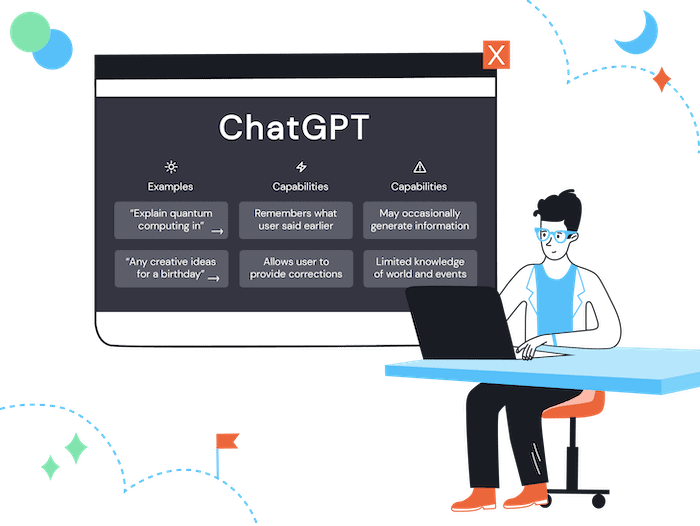 X
ChatGPT
Examples
Capabilities
Capabilities
“Explain quantum
computing in” →
Remembers what
user said earlier
May occasionally
generate information
“Any creative ideas
for a birthday” →
Allows user to
provide corrections
Limited knowledge
of world and events